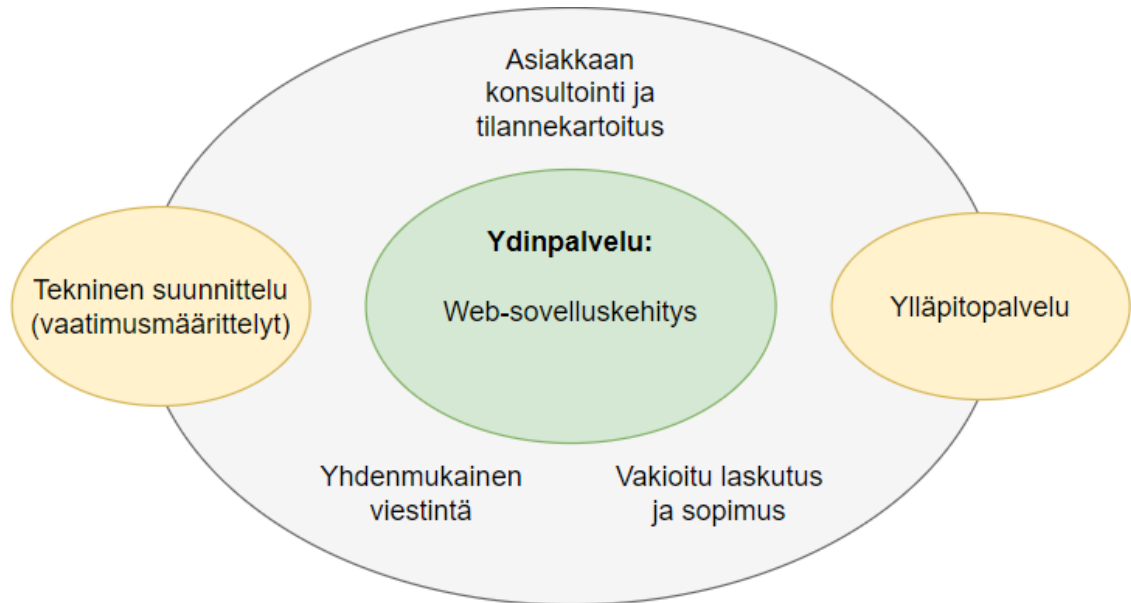 Asiakkaan
konsultointi ja
tilannekartoitus
Ydinpalvelu:
Web-sovelluskehitys
Tekninen suunnittelu
(vaatimusmäärittelyt)
Ylläpitopalvelu
Yhdenmukainen
viestintä
Vakioitu laskutus
ja sopimus